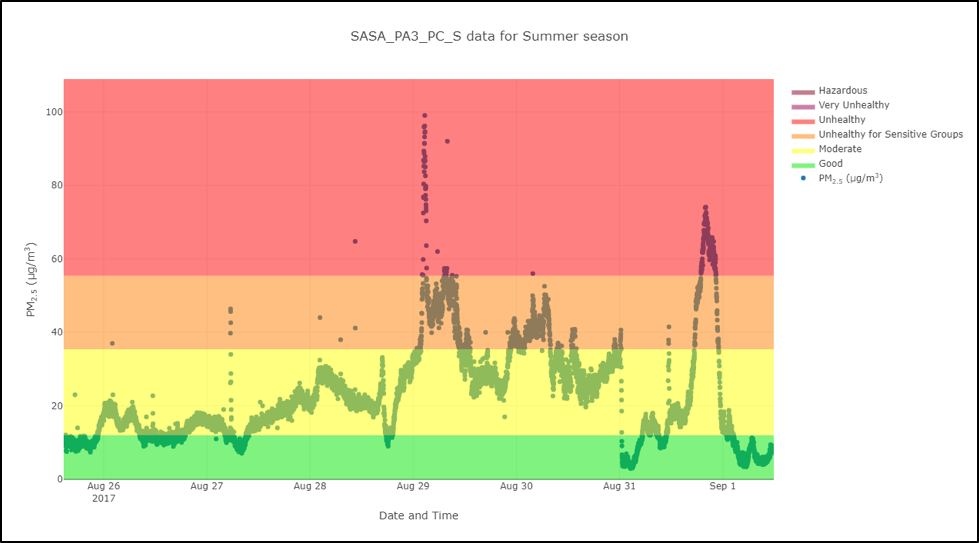 SASA_PA3_PC_S data for Summer season
Hazardous
Very Unhealthy
Unhealthy
Unhealthy for Sensitive Groups
Moderate
Good
PM2.5 (μg/m3)
PM2.5 (μg/m3)
100
80
60
40
20
0
Aug 26 Aug 27 Aug 28 Aug 29 Aug 30 Aug 31 Sep 1
2017
Date and Time